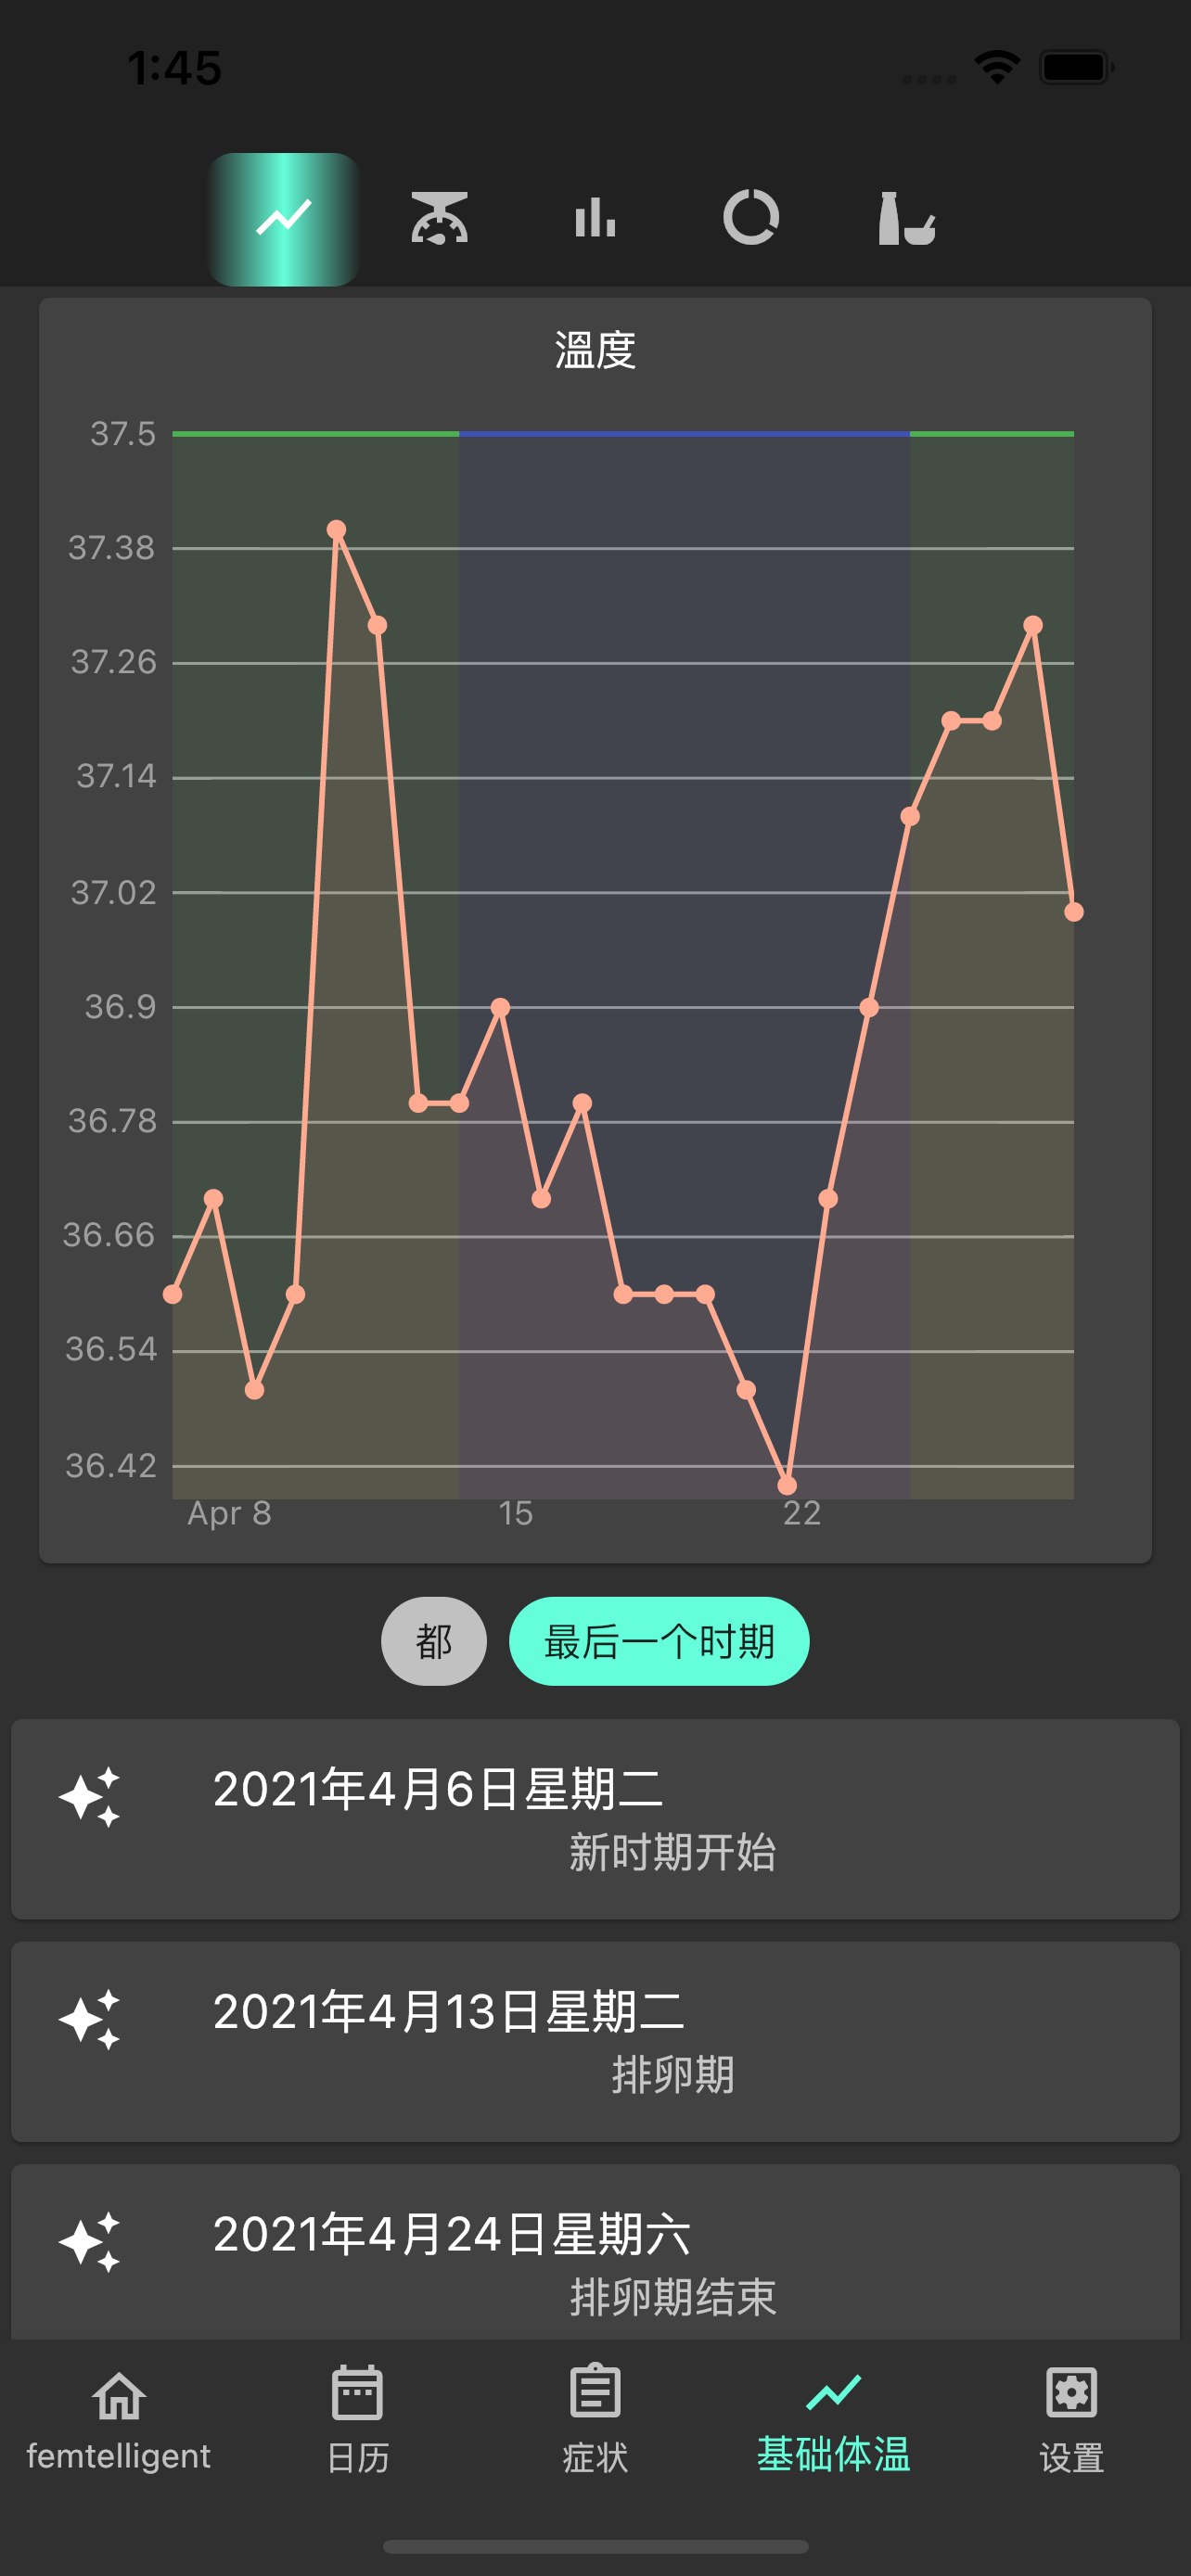 1:45
溫度
37.5
37.38
37.26
37.14
37.02
36.9
36.78
36.66
36.54
36.42
Apr 8
15
22
都
最后一个时期
2021年4月6日星期二
新时期开始
2021年4月13日星期二
排卵期
2021年4月24日星期六
排卵期结束
femtelligent
日历
症状
基础体温
设置